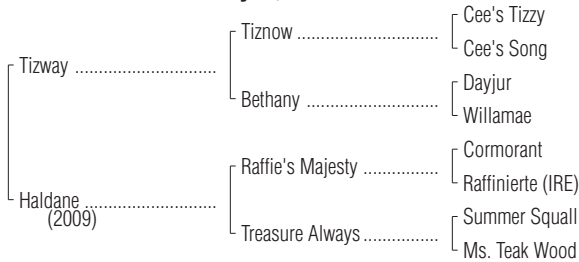 Cee's Tizzy
Tiznow ..............................
Cee's Song
Tizway ..............................
Dayjur
Bethany ............................
Willamae
Cormorant
Raffie's Majesty ................
Raffinierte (IRE)
Haldane ............................
(2009)
Summer Squall
Treasure Always ................
Ms. Teak Wood